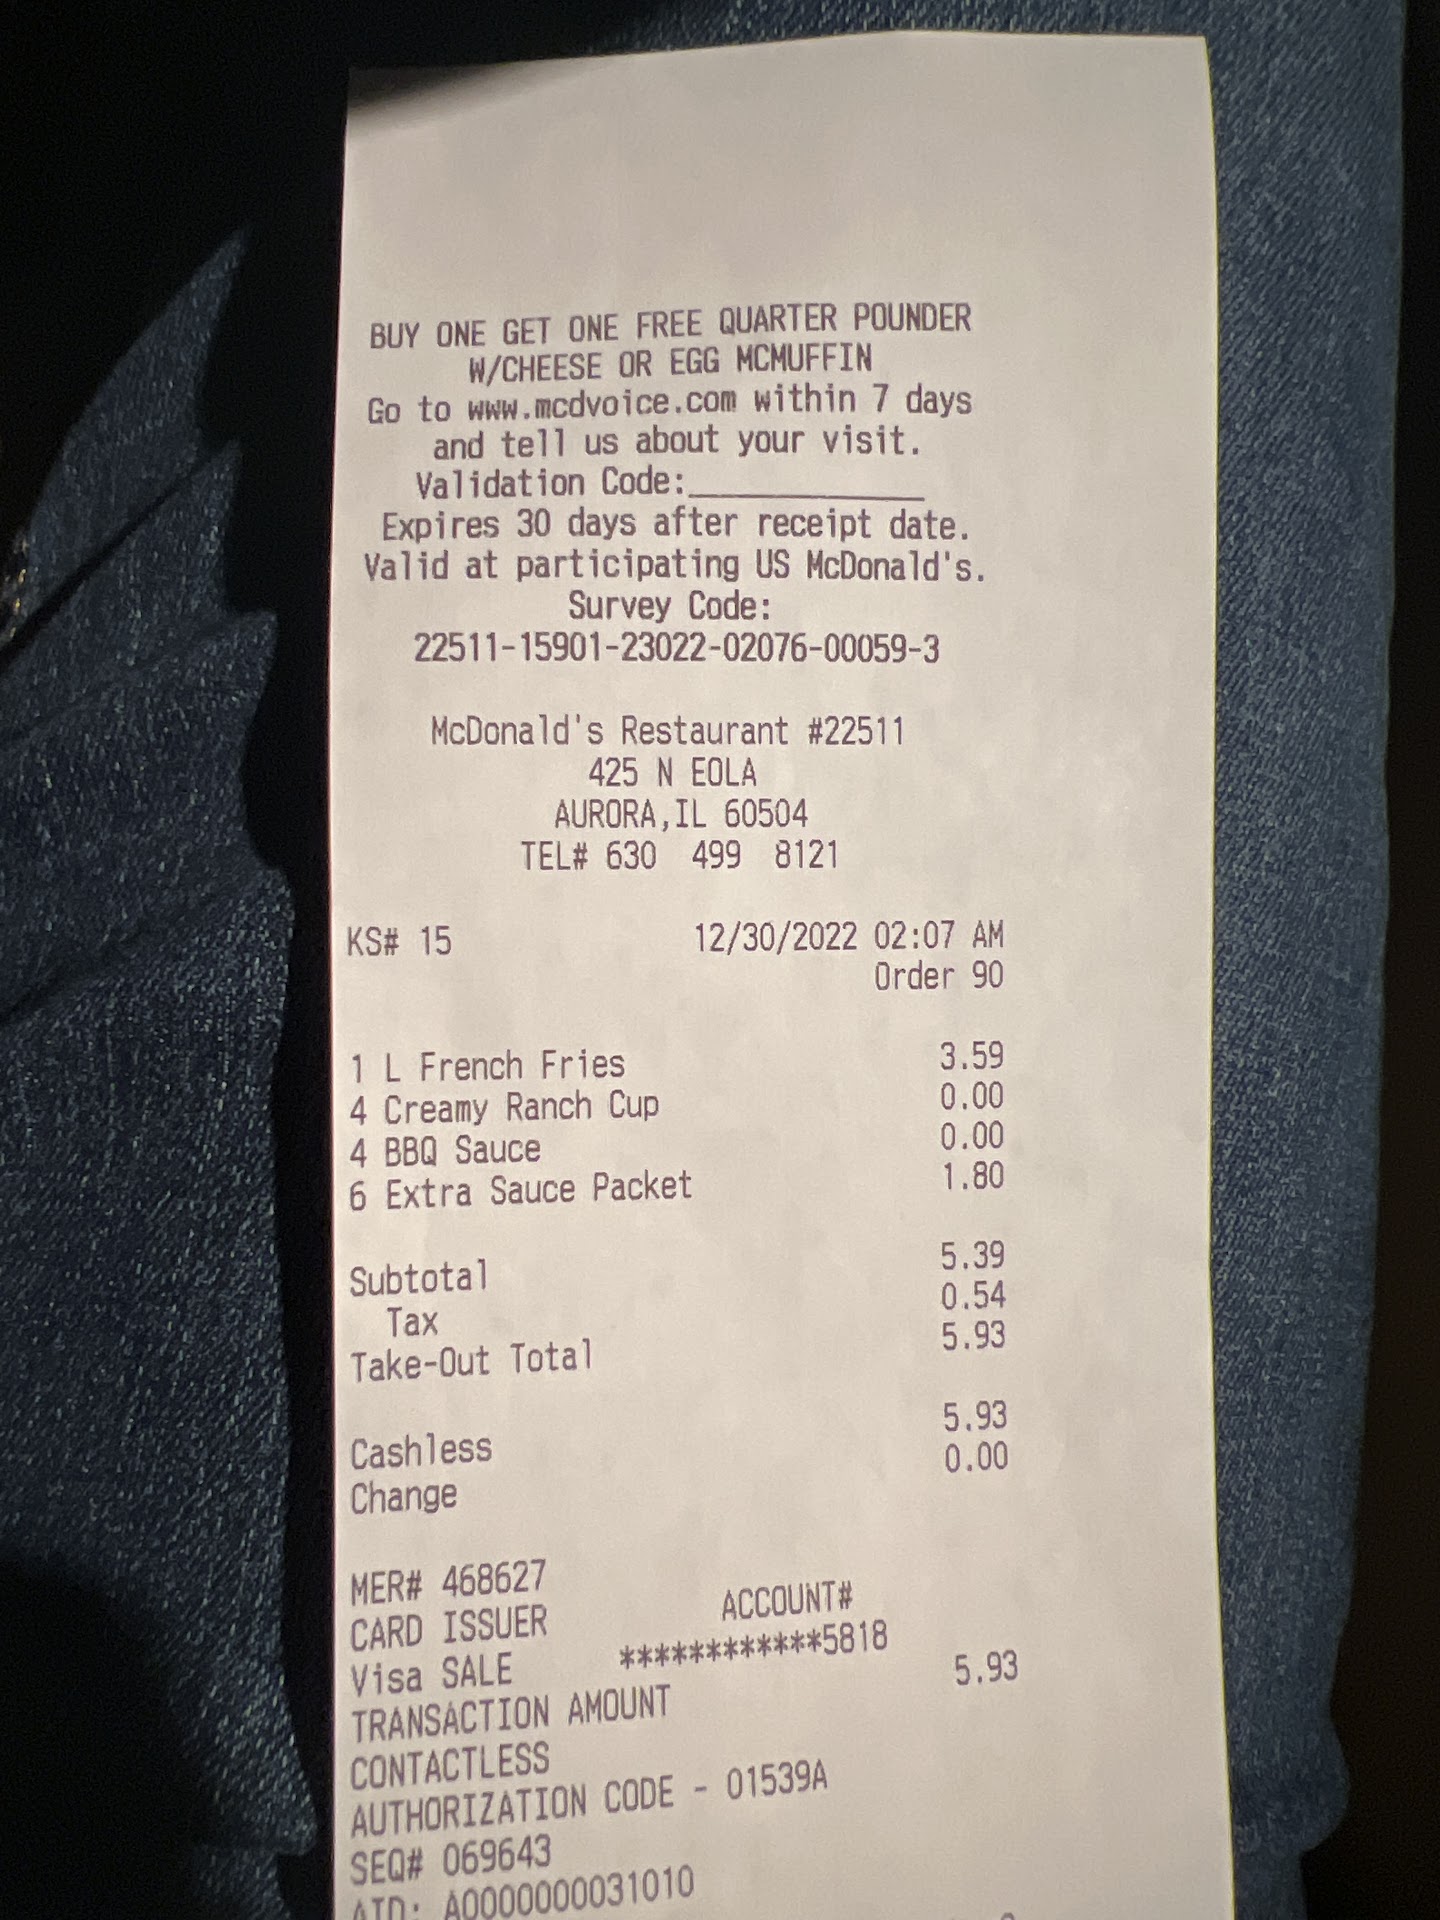 BUY ONE GET ONE FREE QUARTER POUNDER
W/CHEESE OR EGG MCMUFFIN
Go to www.mcdvoice.com within 7 days
and tell us about your visit.
Validation Code:______________
Expires 30 days after receipt date.
Valid at participating US McDonald's.
Survey Code:
22511-15901-23022-02076-00059-3
McDonald's Restaurant #22511
425 N EOLA
AURORA,IL 60504
TEL# 630 499 8121
KS# 15 12/30/2022 02:07 AM
Order 90
1 L French Fries 3.59
4 Creamy Ranch Cup 0.00
4 BBQ Sauce 0.00
6 Extra Sauce Packet 1.80
Subtotal 5.39
Tax 0.54
Take-Out Total 5.93
Cashless 5.93
Change 0.00
MER# 468627
CARD ISSUER ACCOUNT#
Visa SALE ************5818
TRANSACTION AMOUNT 5.93
CONTACTLESS
AUTHORIZATION CODE - 01539A
SEQ# 069643
AID: A0000000031010